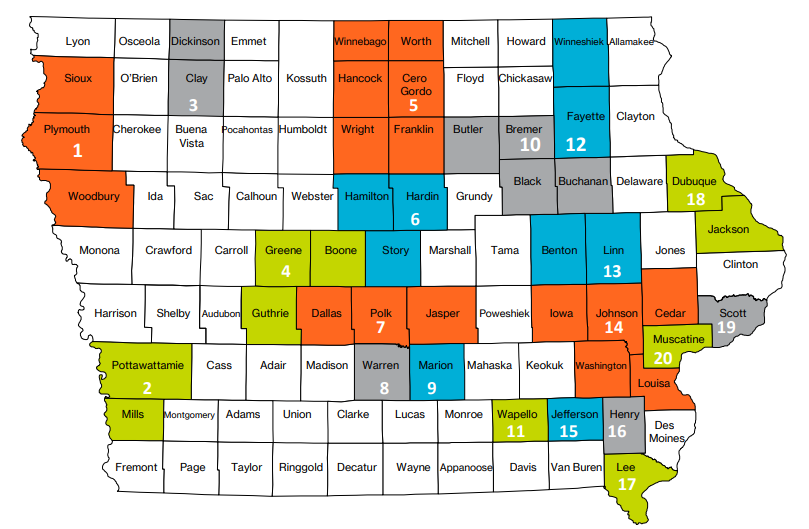 Lyon
Osceola
Dickinson
Emmet
Winnebago
Worth
Mitchell
Howard
Winneshiek
Allamakee
Sioux
O'Brien
Clay
3
Palo Alto
Kossuth
Hancock
Cero
Gordo
5
Floyd
Chickasaw
Fayette
12
Clayton
Plymouth
1
Cherokee
Buena
Vista
Pocahontas
Humboldt
Wright
Franklin
Butler
Bremer
10
Woodbury
Ida
Sac
Calhoun
Webster
Hamilton
Hardin
6
Grundy
Black
Buchanan
Delaware
Dubuque
18
Jackson
Monona
Crawford
Carroll
Greene
4
Boone
Story
Marshall
Tama
Benton
Linn
13
Jones
Clinton
Harrison
Shelby
Audubon
Guthrie
Dallas
Polk
7
Jasper
Poweshiek
Iowa
Johnson
14
Cedar
Scott
19
Muscatine
20
Pottawattamie
2
Cass
Adair
Madison
Warren
8
Marion
9
Mahaska
Keokuk
Washington
Louisa
Mills
Montgomery
Adams
Union
Clarke
Lucas
Monroe
Wapello
11
Jefferson
15
Henry
16
Des
Moines
Fremont
Page
Taylor
Ringgold
Decatur
Wayne
Appanoose
Davis
Van Buren
Lee
17